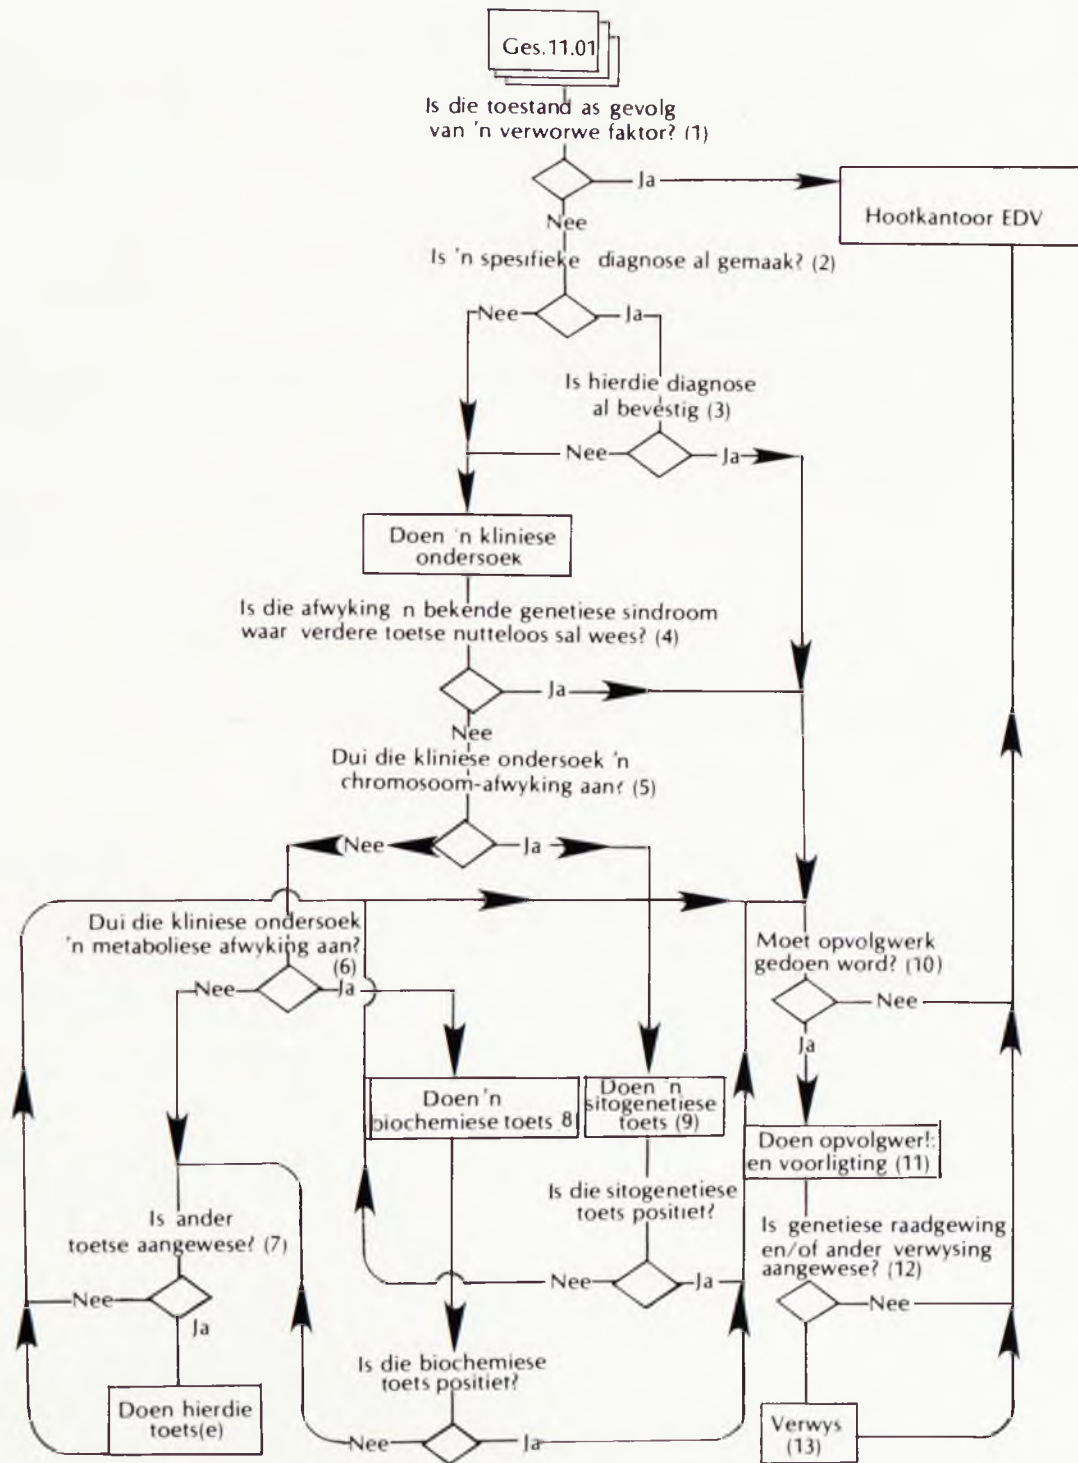 Ges.11.01
Is die toestand as gevolg
van 'n verworwe faktor? (1)
Ja
Hootkantoor EDV
Nee
Is 'n spesifieke diagnose al gemaak? (2)
Nee
Ja
Is hierdie diagnose
al bevestig (3)
Nee
Ja
Doen 'n kliniese
ondersoek
Is die afwyking n bekende genetiese sindroom
waar verdere toetse nutteloos sal wees? (4)
Ja
Nee
Dui die kliniese ondersoek 'n
chromosoom-afwyking aan? (5)
Nee
Ja
Dui die kliniese ondersoek
'n metaboliese afwyking aan?
(6)
Nee
Ja
Moet opvolgwerk
gedoen word? (10)
Nee
Ja
Doen 'n
biochemiese toets 8
Doen 'n
sitogenetiese
toets (9)
Doen opvolgwer!:
en voorligting (11)
Is die sitogenetiese
toets positiet?
Nee
Ja
Is ander
toetse aangewese? (7)
Nee
Ja
Is genetiese raadgewing
en/of ander verwysing
aangewese? (12)
Nee
Is die biochemiese
toets positiet?
Nee
Ja
Doen hierdie
toets(e)
Verwys
(13)